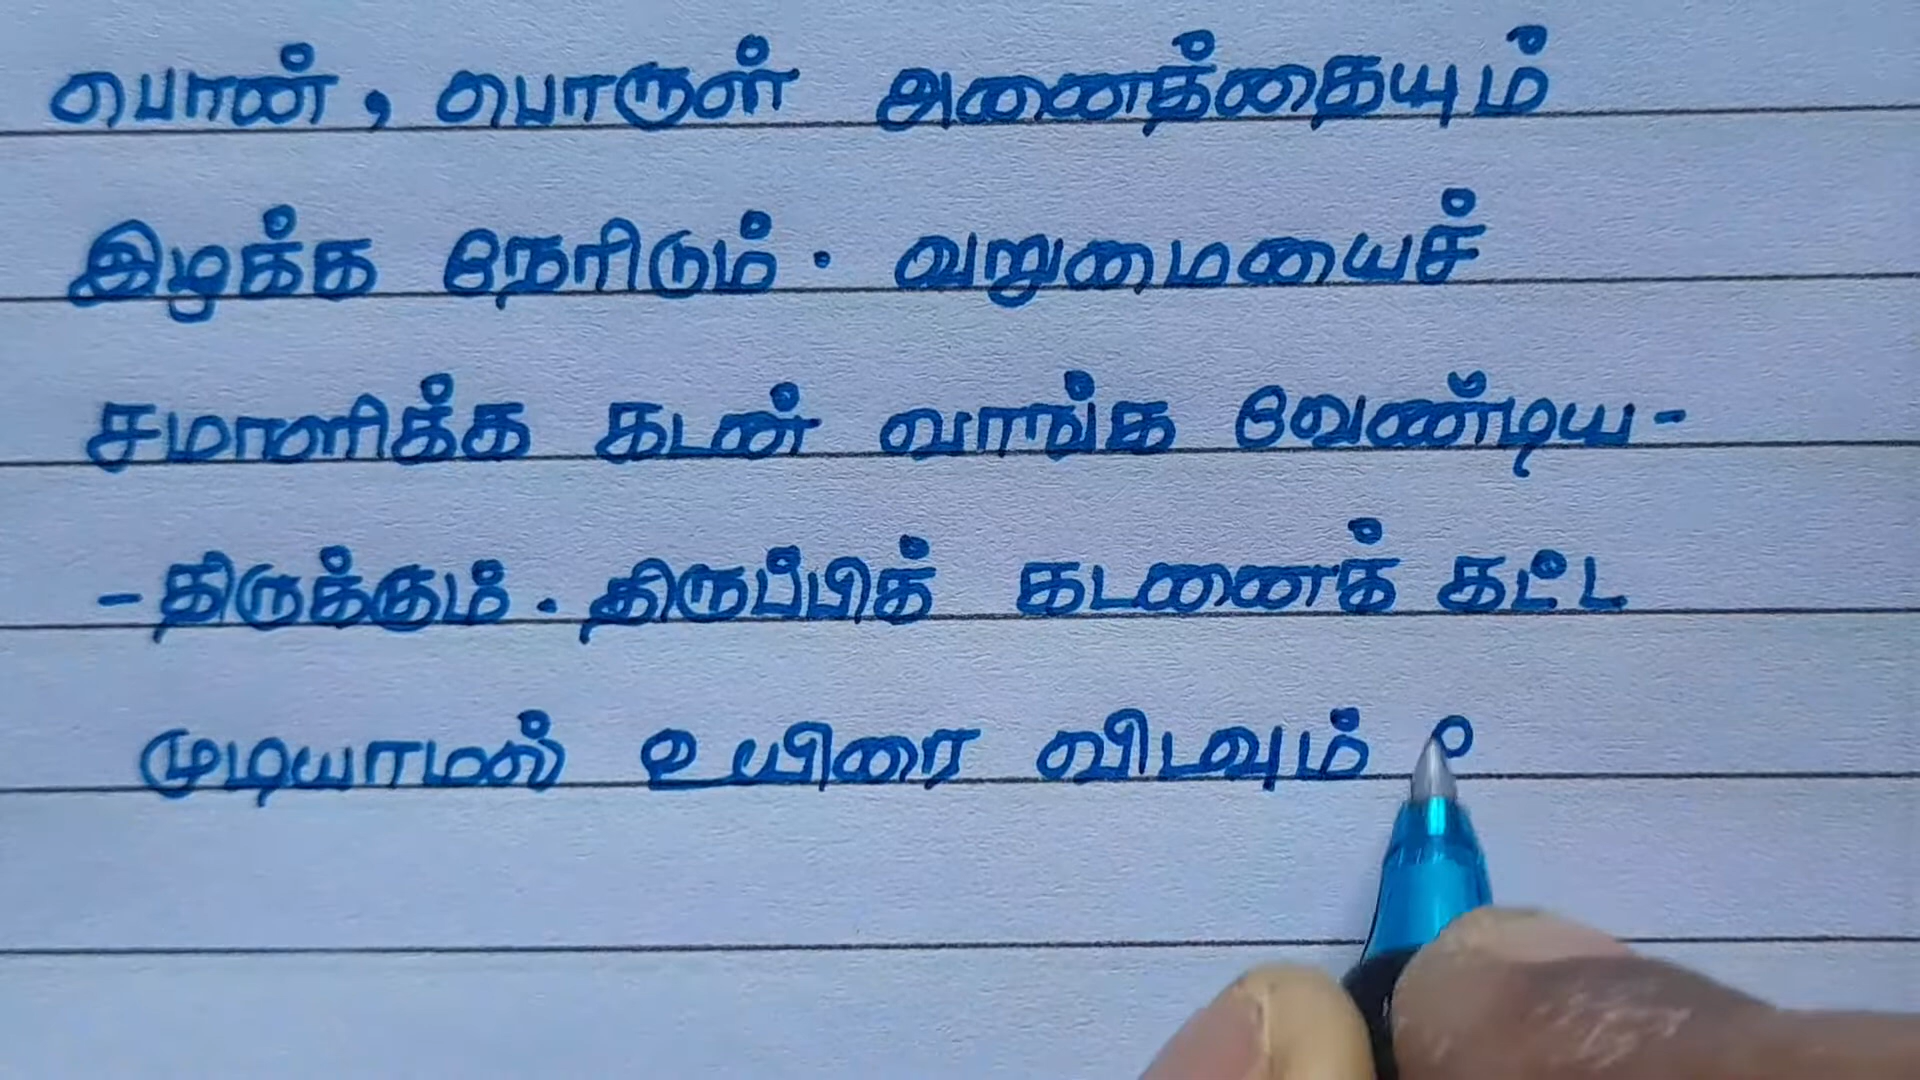 பொன், பொருள் அனைத்தையும்
இழக்க நேரிடும். வறுமையைச்
சமாளிக்க கடன் வாங்க வேண்டிய-
-திருக்கும். திருப்பிக் கடனைக் கட்ட
முடியாமல் உயிரை விடவும்